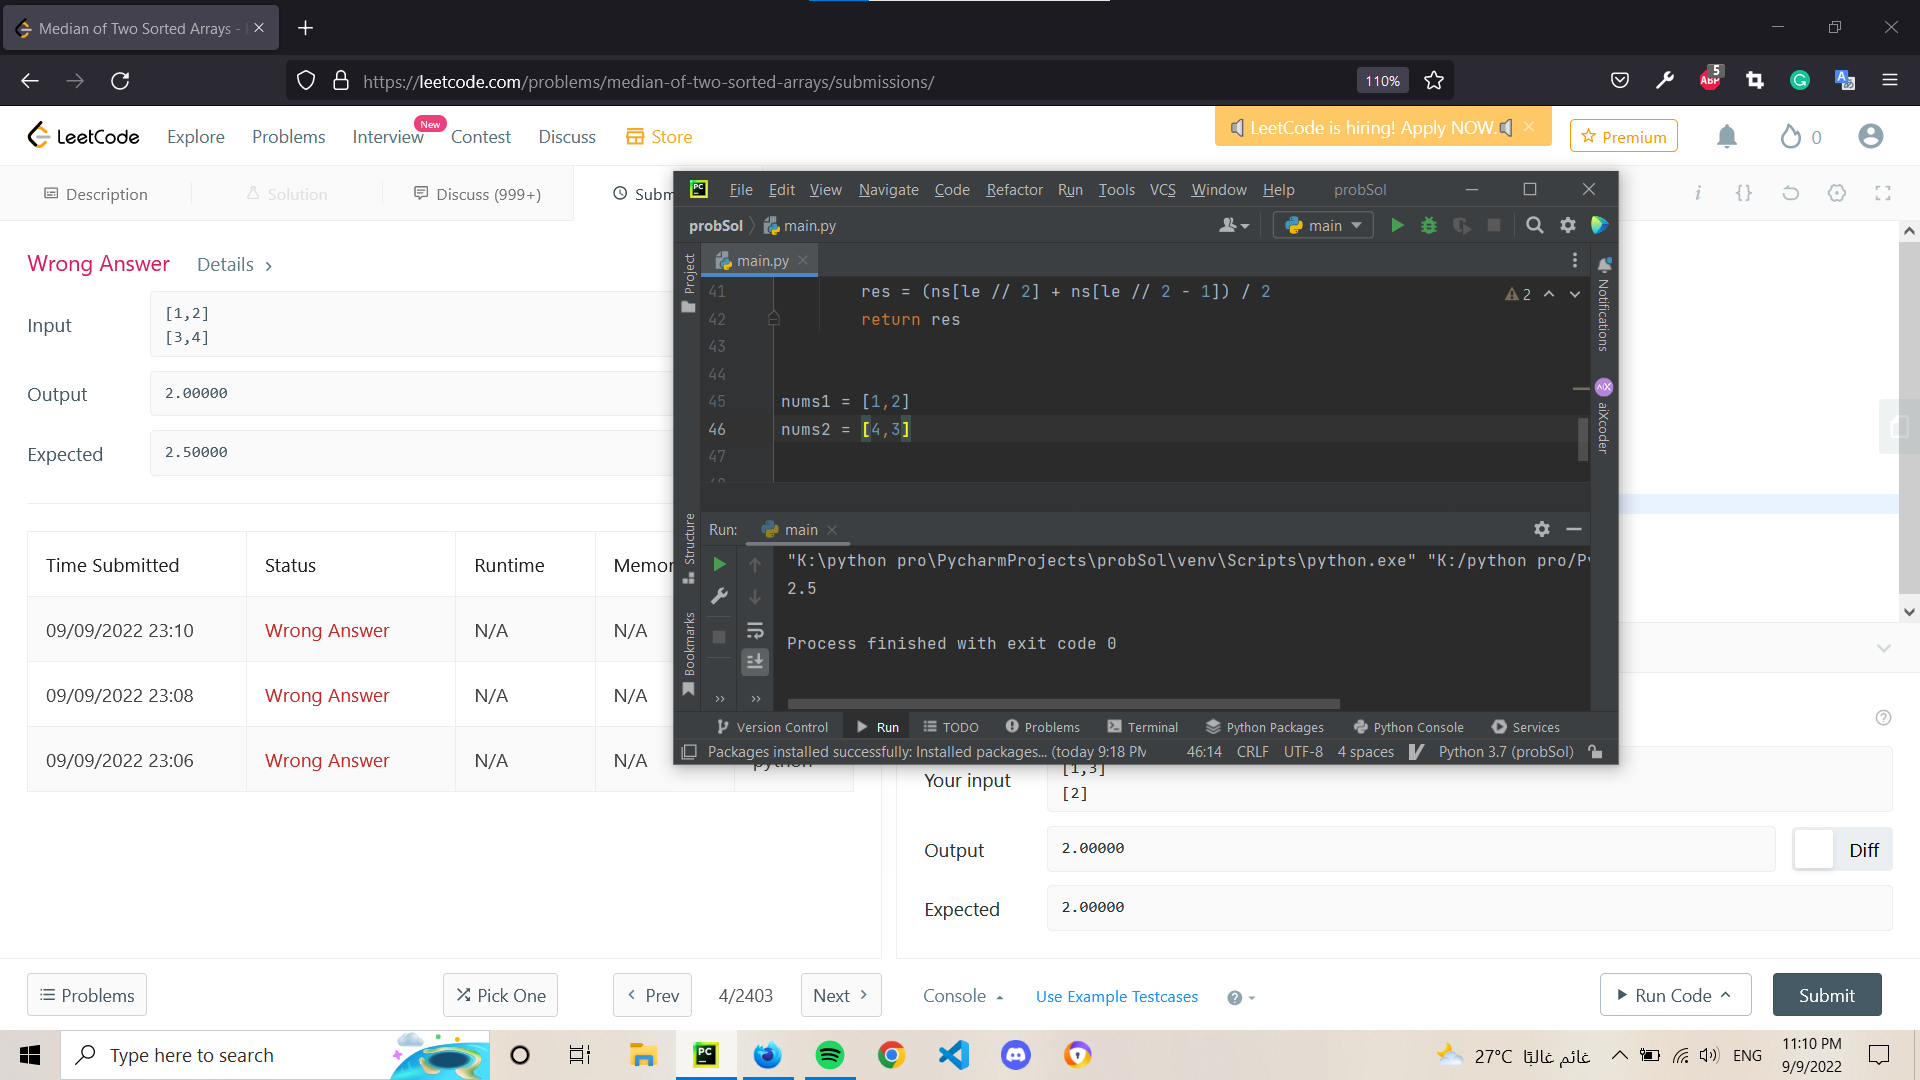 Median of Two Sorted Arrays -
https://leetcode.com/problems/median-of-two-sorted-arrays/submissions/
110%
5
ABP
LeetCode
Explore
Problems
Interview
New
Contest
Discuss
Store
LeetCode is hiring! Apply NOW.
Premium
0
Description
Solution
Discuss (999+)
Subm
Wrong Answer
Details
Input
[1,2]
[3,4]
Output
2.00000
Expected
2.50000
Time Submitted
Status
Runtime
Memor
09/09/2022 23:10
Wrong Answer
N/A
N/A
09/09/2022 23:08
Wrong Answer
N/A
N/A
09/09/2022 23:06
Wrong Answer
N/A
N/A
python
PC
File
Edit
View
Navigate
Code
Refactor
Run
Tools
VCS
Window
Help
probSol
probSol
main.py
main
Project
main.py
Notifications
aiXcoder
2
41 res = (ns[le // 2] + ns[le // 2 - 1]) / 2
42 return res
43
44
45 nums1 = [1,2]
46 nums2 = [4,3]
47
48
Run:
main
Structure
Bookmarks
"K:\python pro\PycharmProjects\probSol\venv\Scripts\python.exe" "K:/python pro/Py
2.5
Process finished with exit code 0
Version Control
Run
TODO
Problems
Terminal
Python Packages
Python Console
Services
Packages installed successfully: Installed packages... (today 9:18 PM
46:14
CRLF
UTF-8
4 spaces
Python 3.7 (probSol)
Your input
[1,3]
[2]
Output
2.00000
Diff
Expected
2.00000
Problems
Pick One
Prev
4/2403
Next
Console
Use Example Testcases
Run Code
Submit
Type here to search
PC
27°C
غائم غالبًا
ENG
11:10 PM
9/9/2022